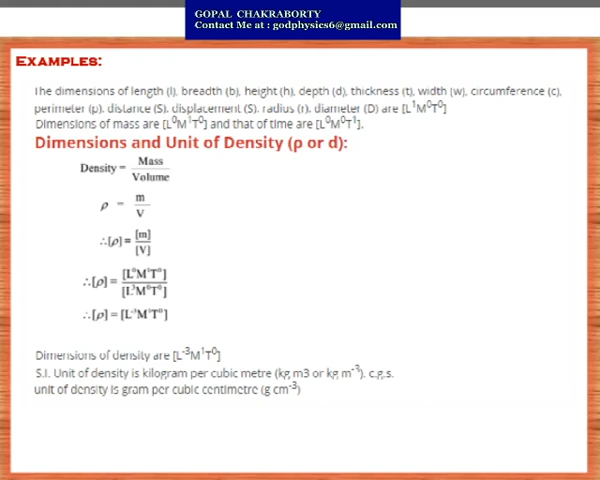 GOPAL CHAKRABORTY
Contact Me at : godphysics6@gmail.com
EXAMPLES:
The dimensions of length (l), breadth (b), height (h), depth (d), thickness (t), width (w), circumference (c),
perimeter (p), distance (S), displacement (S), radius (r), diameter (D) are [L¹M⁰T⁰]
Dimensions of mass are [L⁰M¹T⁰] and that of time are [L⁰M⁰T¹].
Dimensions and Unit of Density (ρ or d):
Density = Mass / Volume
ρ = m / V
∴[ρ] = [m] / [V]
∴[ρ] = [L⁰M¹T⁰] / [L³M⁰T⁰]
∴[ρ] = [L⁻³M¹T⁰]
Dimensions of density are [L⁻³M¹T⁰]
S.I. Unit of density is kilogram per cubic metre (kg m3 or kg m⁻³). c.g.s.
unit of density is gram per cubic centimetre (g cm⁻³)